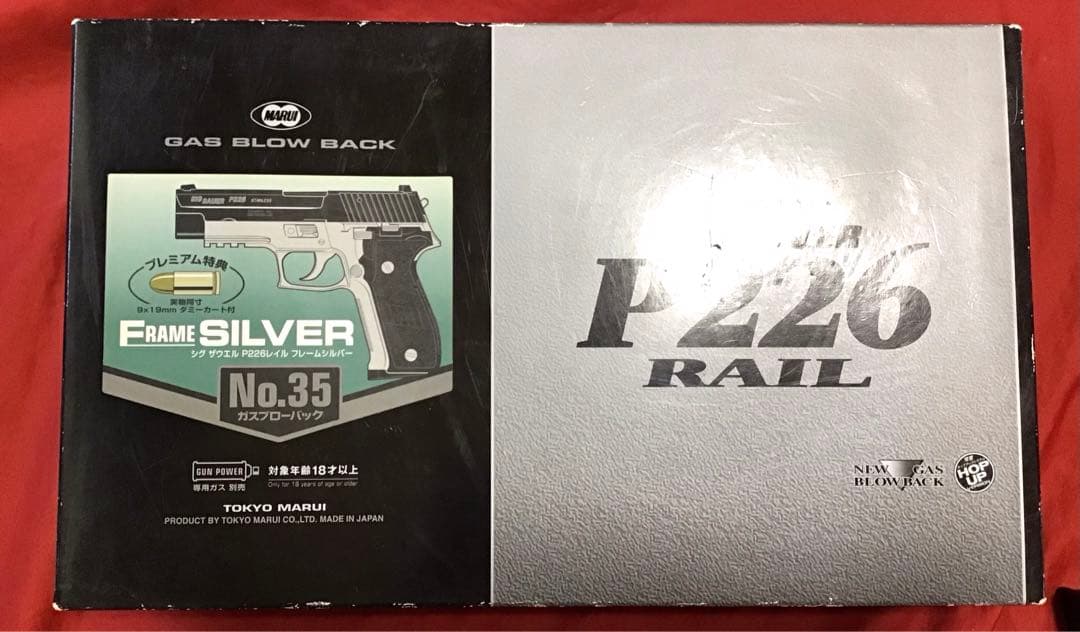 MARUI
GAS BLOW BACK
SIG SAUER P226 STAINLESS
プレミアム特典
実物同寸
9×19mm ダミーカート付
FRAME SILVER
シグ ザウエル P226レイル フレームシルバー
No.35
ガスブローバック
GUN POWER
専用ガス 別売
対象年齢18才以上
Only for 18 years of age or older
TOKYO MARUI
PRODUCT BY TOKYO MARUI CO.,LTD. MADE IN JAPAN
P226
RAIL
NEW GAS
BLOWBACK
HOP
UP